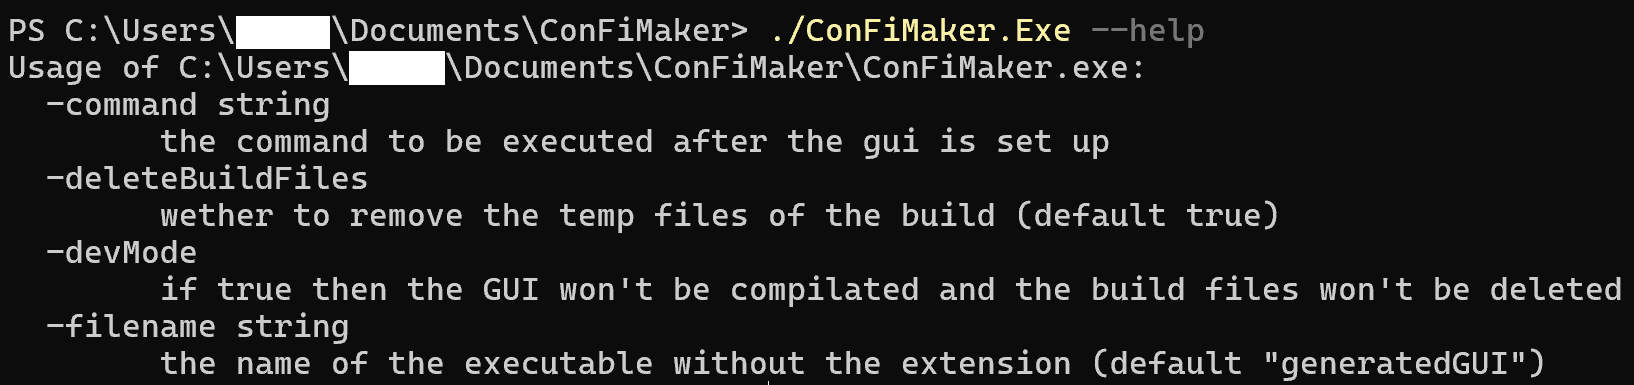 PS C:\Users\ \Documents\ConFiMaker> ./ConFiMaker.Exe --help
Usage of C:\Users\ \Documents\ConFiMaker\ConFiMaker.exe:
-command string
the command to be executed after the gui is set up
-deleteBuildFiles
wether to remove the temp files of the build (default true)
-devMode
if true then the GUI won't be compilated and the build files won't be deleted
-filename string
the name of the executable without the extension (default "generatedGUI")